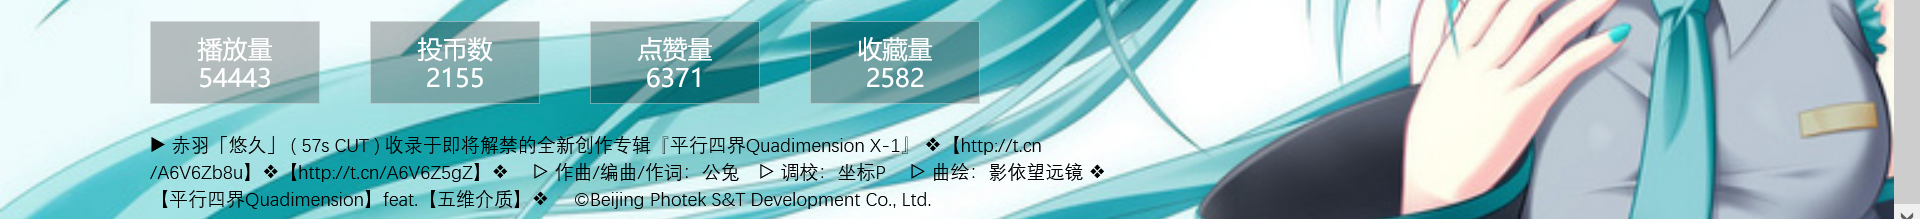 播放量 投币数 点赞量 收藏量
54443 2155 6371 2582
▶ 赤羽「悠久」 ( 57s CUT ) 收录于即将解禁的全新创作专辑『平行四界Quadimension X-1』 ❖【http://t.cn
/A6V6Zb8u】❖【http://t.cn/A6V6Z5gZ】❖ ▷ 作曲/编曲/作词：公兔 ▷ 调校：坐标P ▷ 曲绘：影依望远镜 ❖
【平行四界Quadimension】feat.【五维介质】❖ ©Beijing Photek S&T Development Co., Ltd.